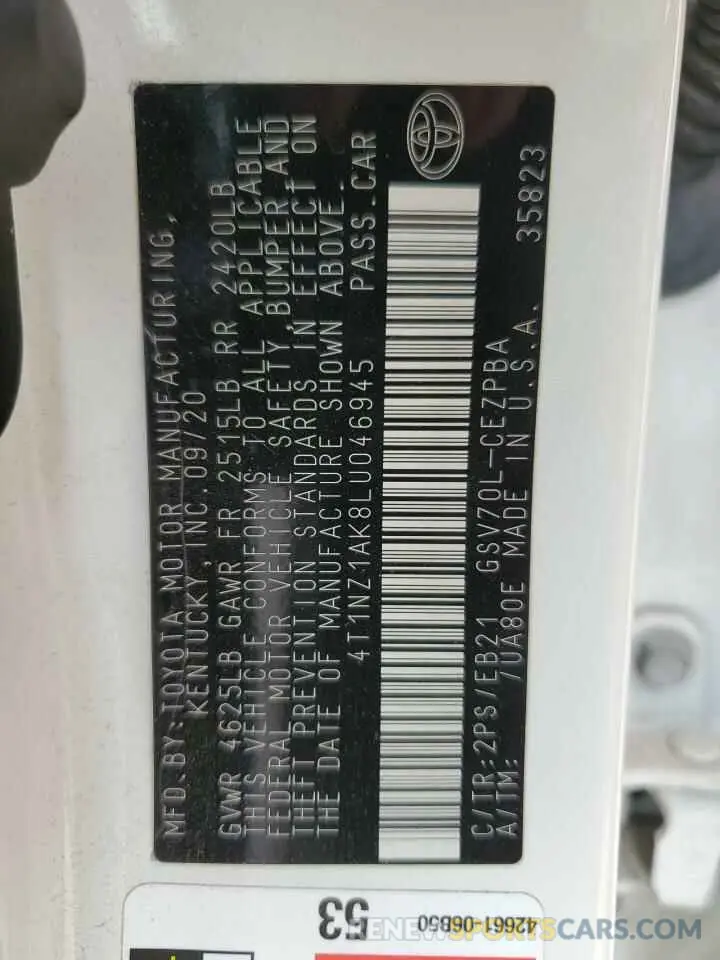 MFD.BY:TOYOTA MOTOR MANUFACTURING,
KENTUCKY,INC.09/20
GVWR 4625LB GAWR FR 2515LB RR 2420LB
THIS VEHICLE CONFORMS TO ALL APPLICABLE
FEDERAL MOTOR VEHICLE SAFETY, BUMPER,AND
THEFT PREVENTION STANDARDS IN EFFECT ON
THE DATE OF MANUFACTURE SHOWN ABOVE.
4T1NZ1AK8LU046945 PASS.CAR
C/TR:2PS/EB21 GSV70L-CEZPBA
A/TM: /UA80E MADE IN U.S.A. 35823
53
42661-06B50
RENEWSPORTSCARS.COM